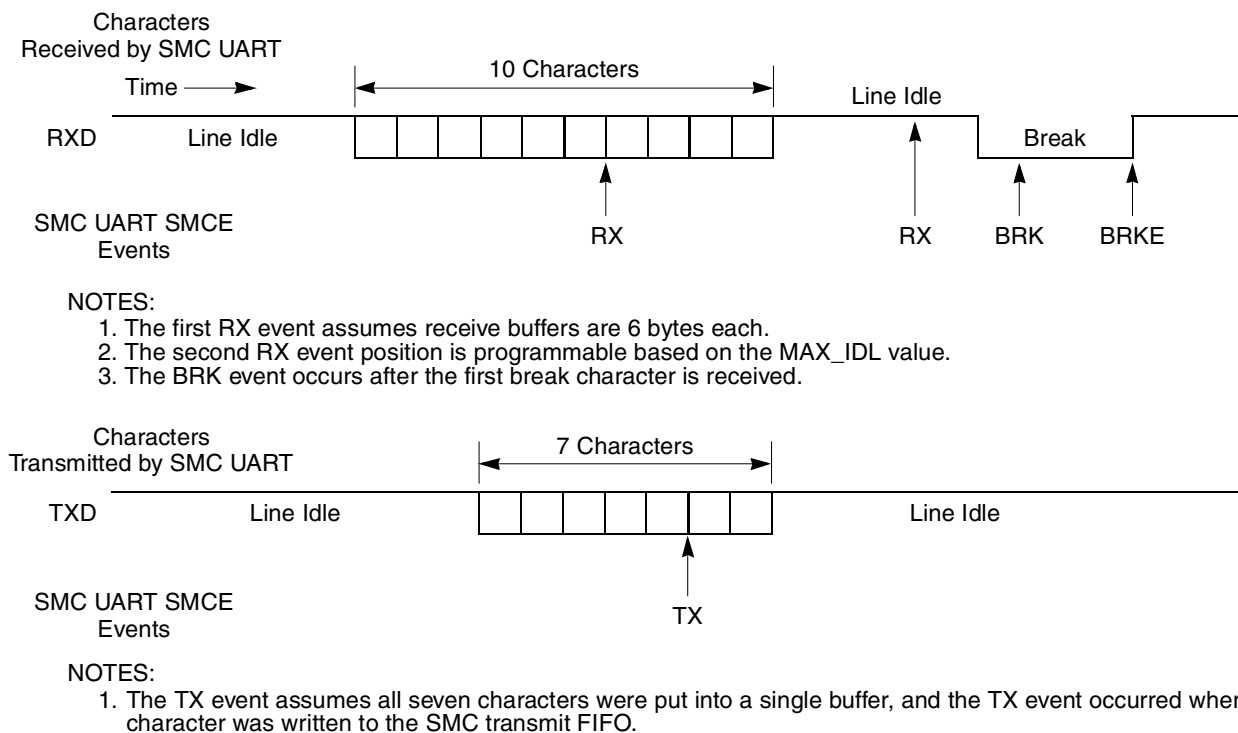 Characters
Received by SMC UART
10 Characters
Time
Line Idle
RXD
Line Idle
Break
SMC UART SMCE
Events
RX
RX
BRK
BRKE
NOTES:
1. The first RX event assumes receive buffers are 6 bytes each.
2. The second RX event position is programmable based on the MAX_IDL value.
3. The BRK event occurs after the first break character is received.
Characters
Transmitted by SMC UART
7 Characters
TXD
Line Idle
Line Idle
SMC UART SMCE
Events
TX
NOTES:
1. The TX event assumes all seven characters were put into a single buffer, and the TX event occurred when
character was written to the SMC transmit FIFO.